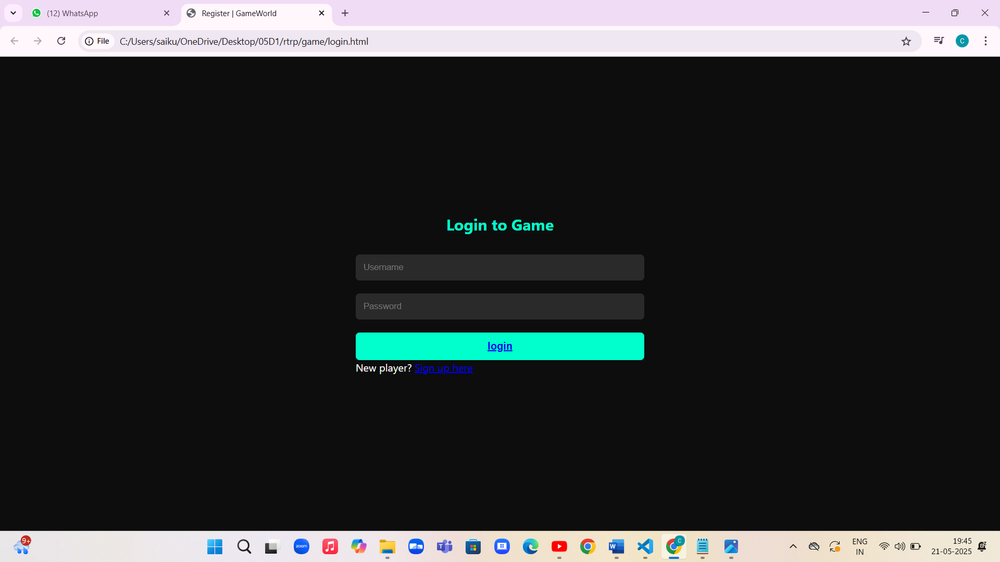 (12) WhatsApp
Register | GameWorld
File
C:/Users/saiku/OneDrive/Desktop/05D1/rtrp/game/login.html
C
Login to Game
Username
Password
login
New player? Sign up here
9+
zoom
T
W
C
ENG
IN
19:45
21-05-2025